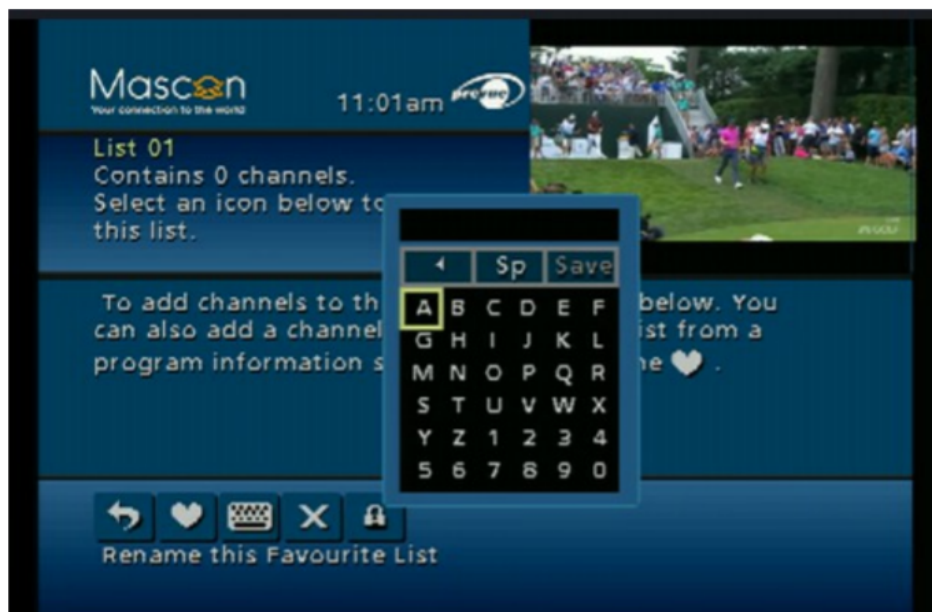 Mascon
Your connection to the world
11:01am
List 01
Contains 0 channels.
Select an icon below to
this list.
Sp Save
A B C D E F
G H I J K L
M N O P Q R
S T U V W X
Y Z 1 2 3 4
5 6 7 8 9 0
To add channels to th below. You
can also add a channel ist from a
program information s
Rename this Favourite List